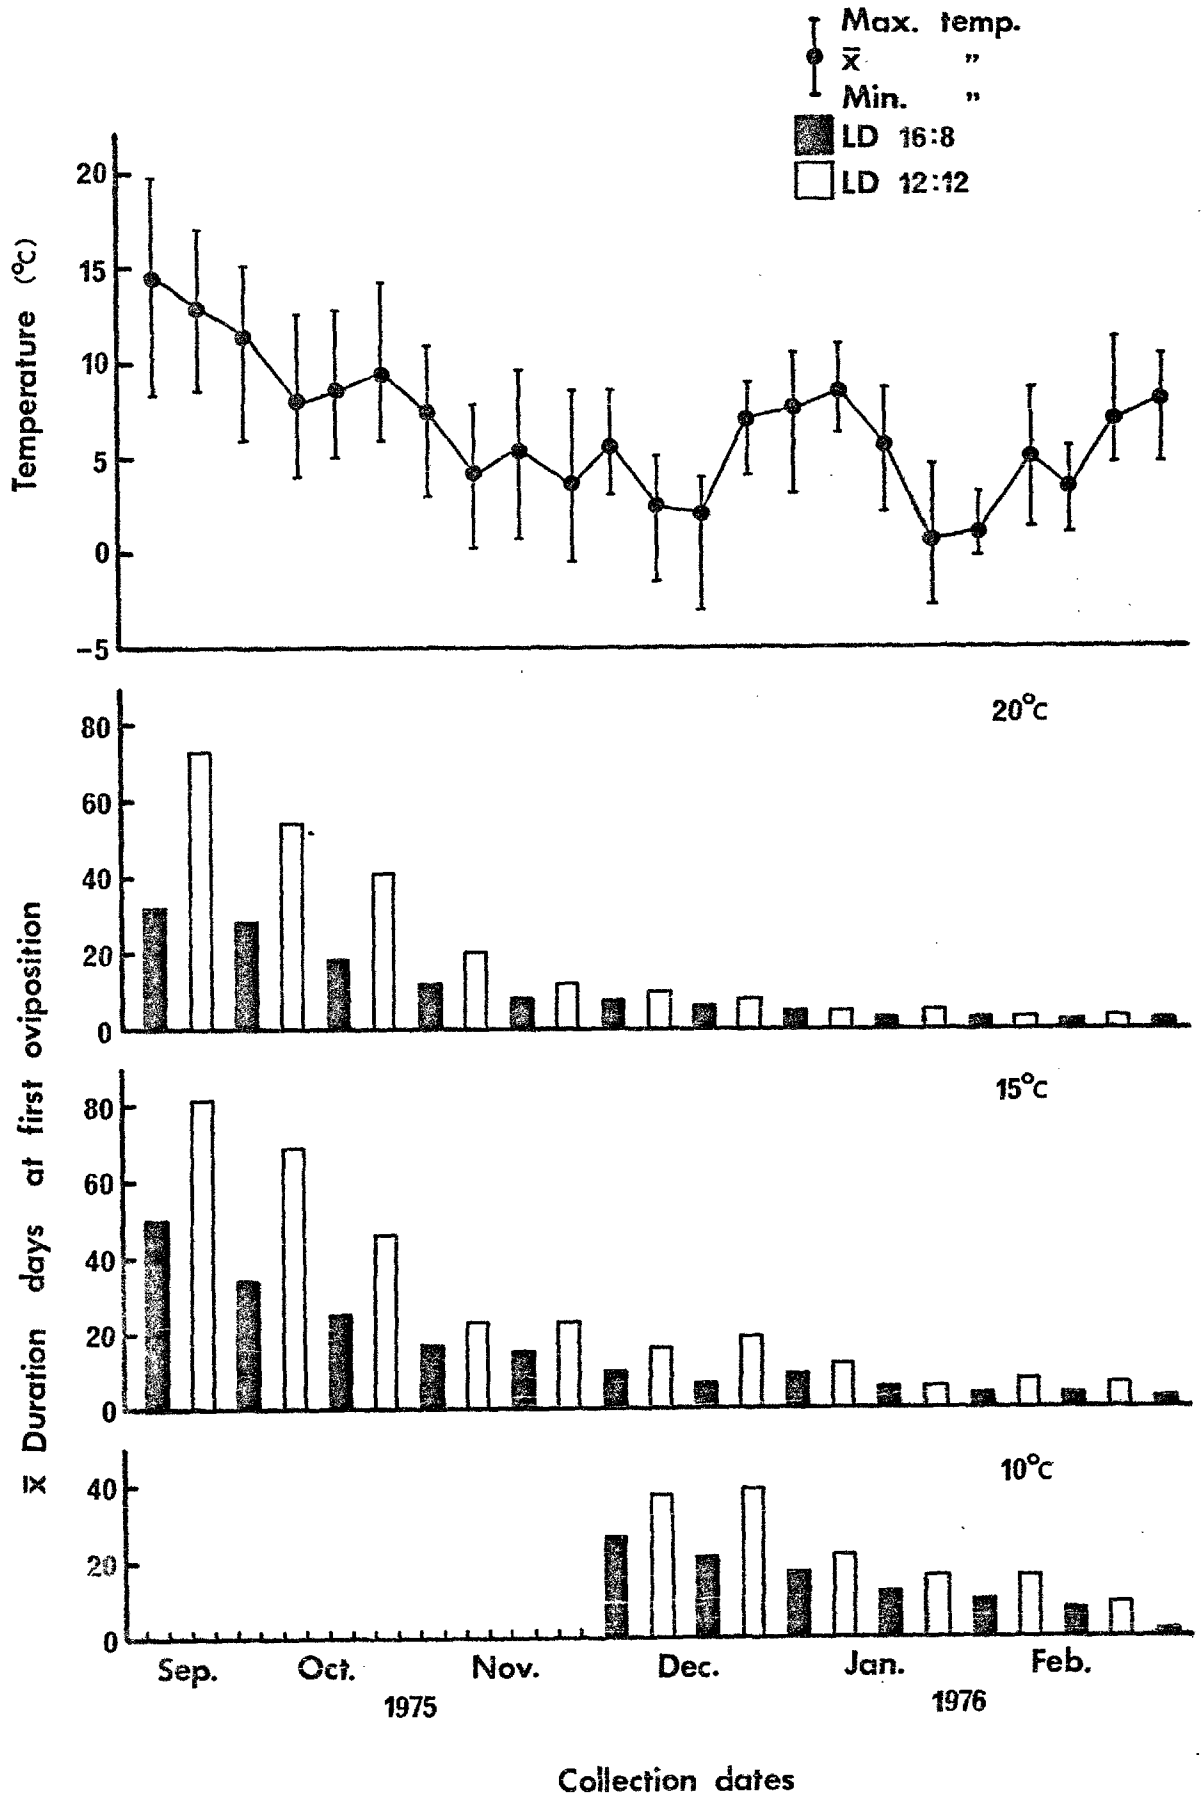 Max. temp.
x̄ "
Min. "
LD 16:8
LD 12:12
Temperature (°C)
20
15
10
5
0
-5
x̄ Duration days at first oviposition
20°C
80
60
40
20
0
15°C
80
60
40
20
0
10°C
40
20
0
Sep. Oct. Nov. Dec. Jan. Feb.
1975 1976
Collection dates